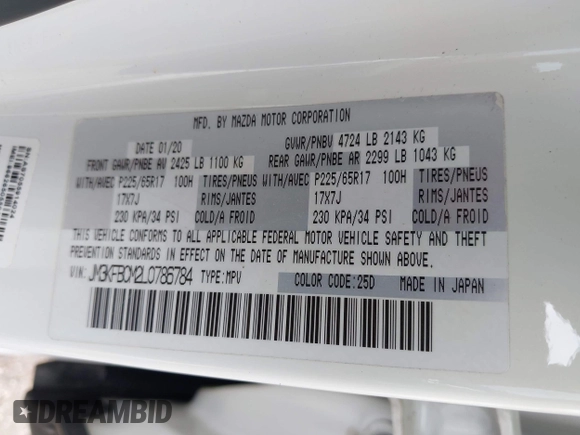 MFD. BY MAZDA MOTOR CORPORATION
DATE 01/20 GVWR/PNBV 4724 LB 2143 KG
FRONT GAWR/PNBE AV 2425 LB 1100 KG REAR GAWR/PNBE AR 2299 LB 1043 KG
WITH/AVEC P225/65R17 100H TIRES/PNEUS WITH/AVEC P225/65R17 100H TIRES/PNEUS
17X7J RIMS/JANTES 17X7J RIMS/JANTES
230 KPA/34 PSI COLD/A FROID 230 KPA/34 PSI COLD/A FROID
THIS VEHICLE CONFORMS TO ALL APPLICABLE FEDERAL MOTOR VEHICLE SAFETY AND THEFT
PREVENTION STANDARDS IN EFFECT ON THE DATE OF MANUFACTURE SHOWN ABOVE.
VIN: JM3KFBCM2L0786784 TYPE: MPV COLOR CODE:25D MADE IN JAPAN
DREAMBID